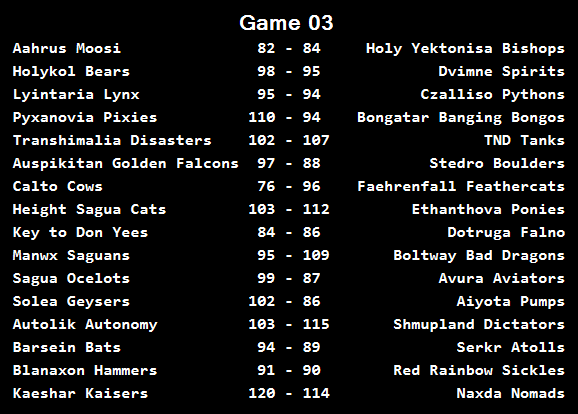 Game 03
Aahrus Moosi 82 - 84 Holy Yektonisa Bishops
Holykol Bears 98 - 95 Dvimne Spirits
Lyintaria Lynx 95 - 94 Czalliso Pythons
Pyxanovia Pixies 110 - 94 Bongatar Banging Bongos
Transhimalia Disasters 102 - 107 TND Tanks
Auspikitan Golden Falcons 97 - 88 Stedro Boulders
Calto Cows 76 - 96 Faehrenfall Feathercats
Height Sagua Cats 103 - 112 Ethanthova Ponies
Key to Don Yees 84 - 86 Dotruga Falno
Manwx Saguans 95 - 109 Boltway Bad Dragons
Sagua Ocelots 99 - 87 Avura Aviators
Solea Geysers 102 - 86 Aiyota Pumps
Autolik Autonomy 103 - 115 Shmupland Dictators
Barsein Bats 94 - 89 Serkr Atolls
Blanaxon Hammers 91 - 90 Red Rainbow Sickles
Kaeshar Kaisers 120 - 114 Naxda Nomads